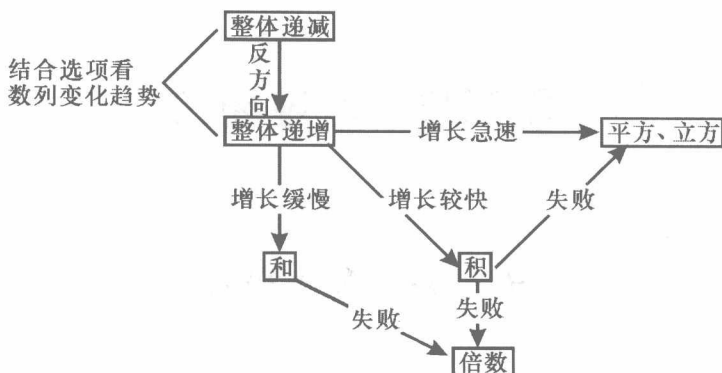 整体递减
结合选项看
数列变化趋势
反方向
整体递增
增长急速
平方、立方
增长缓慢
增长较快
失败
和
积
失败
失败
倍数